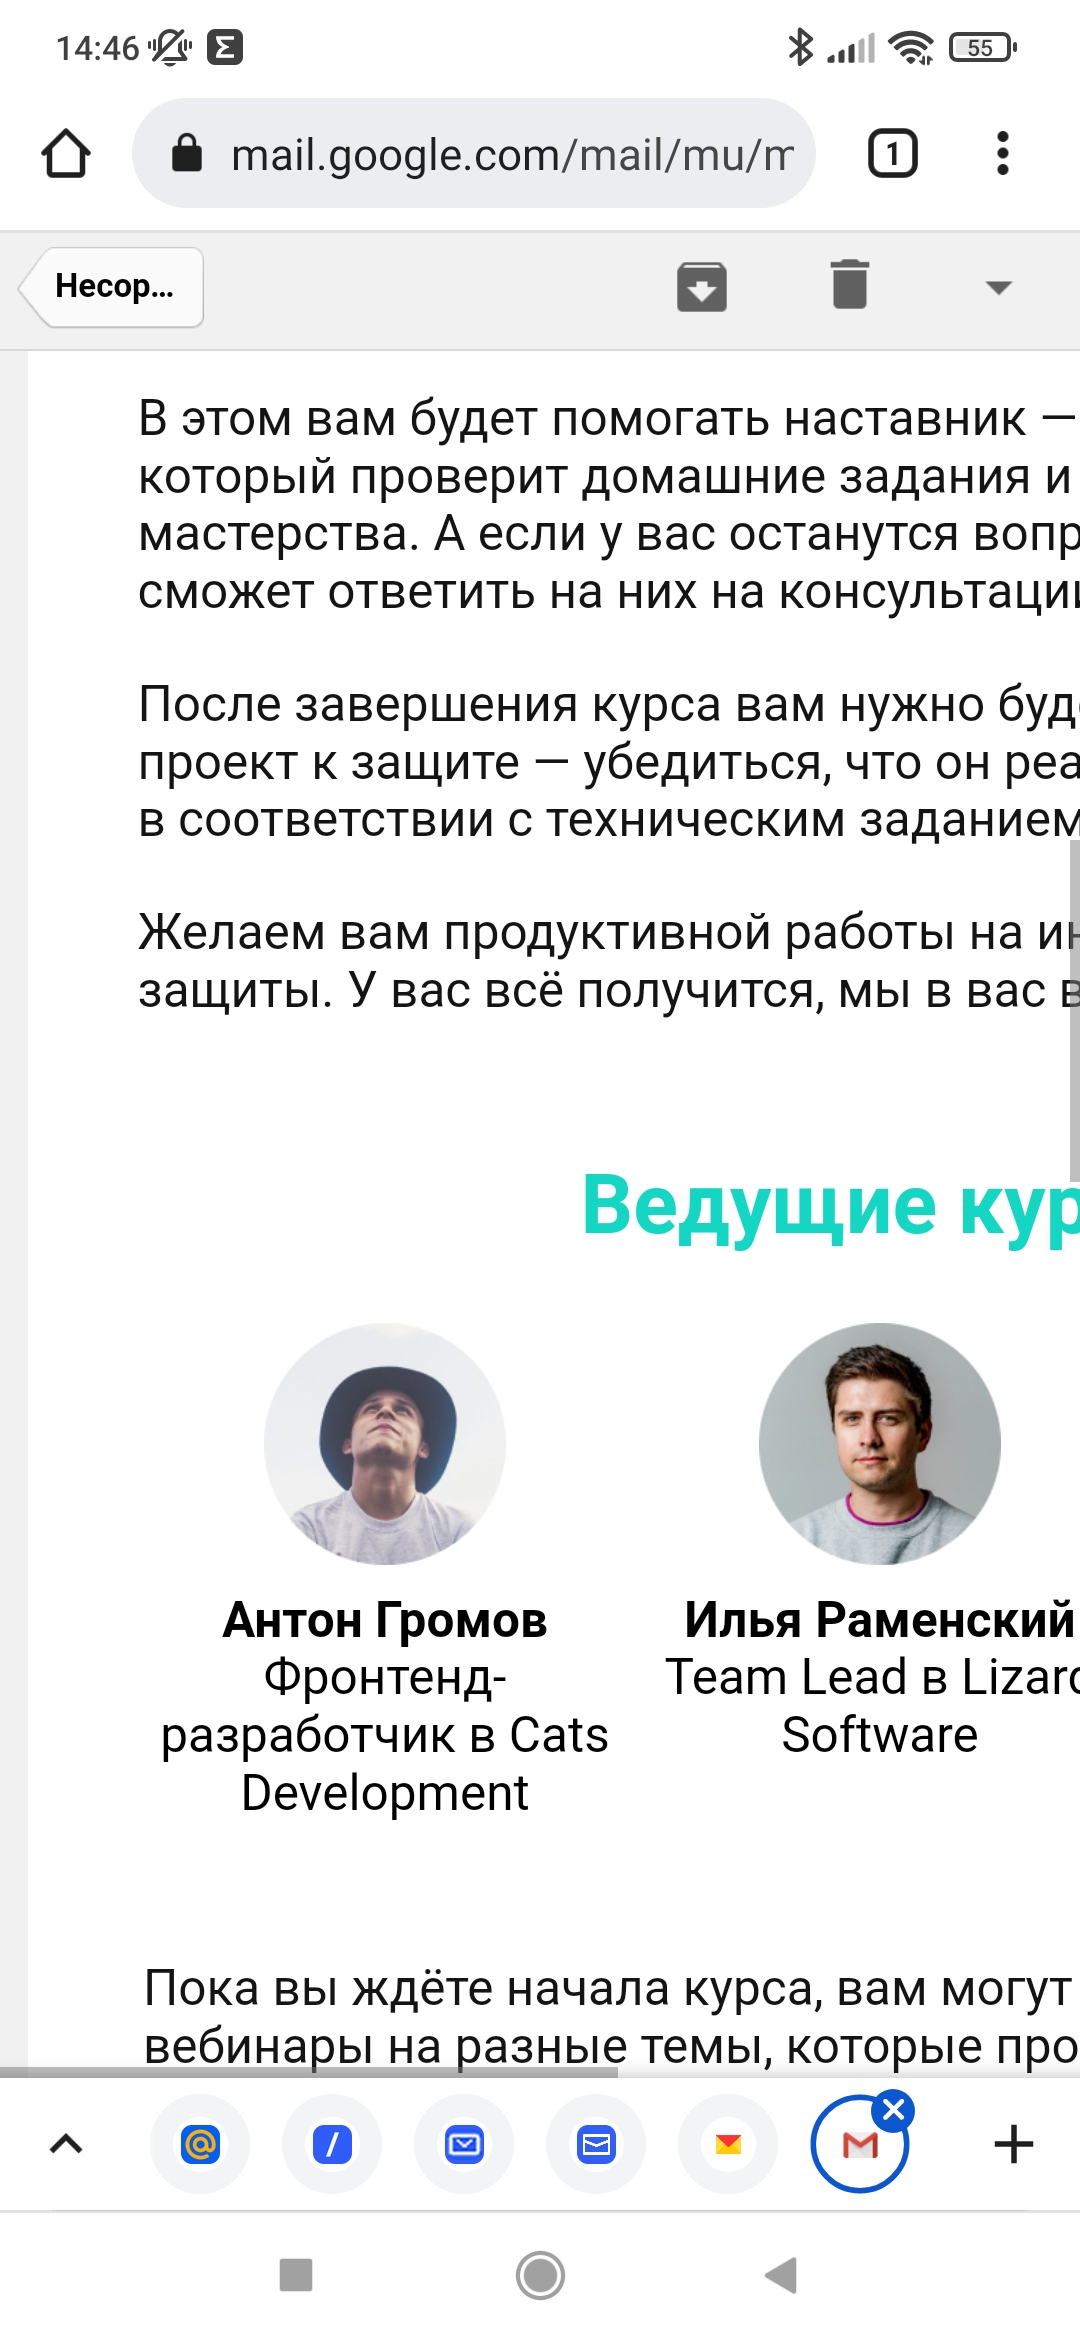 14:46
55
mail.google.com/mail/mu/m
1
Несор...
В этом вам будет помогать наставник —
который проверит домашние задания и
мастерства. А если у вас останутся вопр
сможет ответить на них на консультаци
После завершения курса вам нужно буд
проект к защите — убедиться, что он реа
в соответствии с техническим заданием
Желаем вам продуктивной работы на ин
защиты. У вас всё получится, мы в вас в
Ведущие кур
Антон Громов
Фронтенд-
разработчик в Cats
Development
Илья Раменский
Team Lead в Lizard
Software
Пока вы ждёте начала курса, вам могут
вебинары на разные темы, которые про